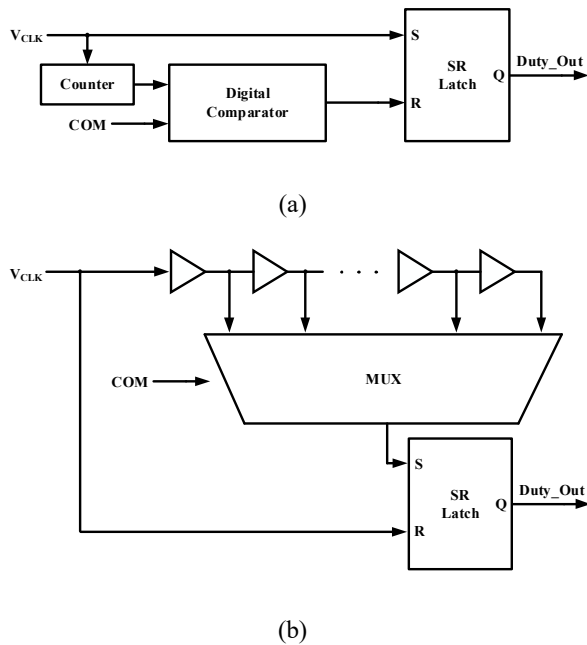 V_CLK
S
SR
Latch
Q
Duty_Out
Counter
Digital
Comparator
R
COM
(a)
V_CLK
. . . .
COM
MUX
S
SR
Latch
Q
Duty_Out
R
(b)